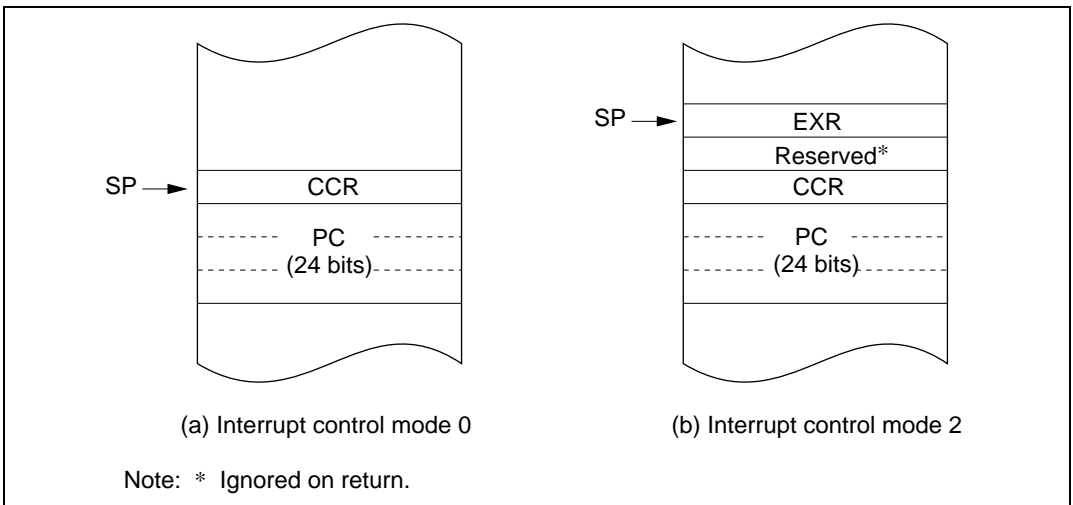 SP
CCR
PC
(24 bits)
(a) Interrupt control mode 0
SP
EXR
Reserved*
CCR
PC
(24 bits)
(b) Interrupt control mode 2
Note: * Ignored on return.